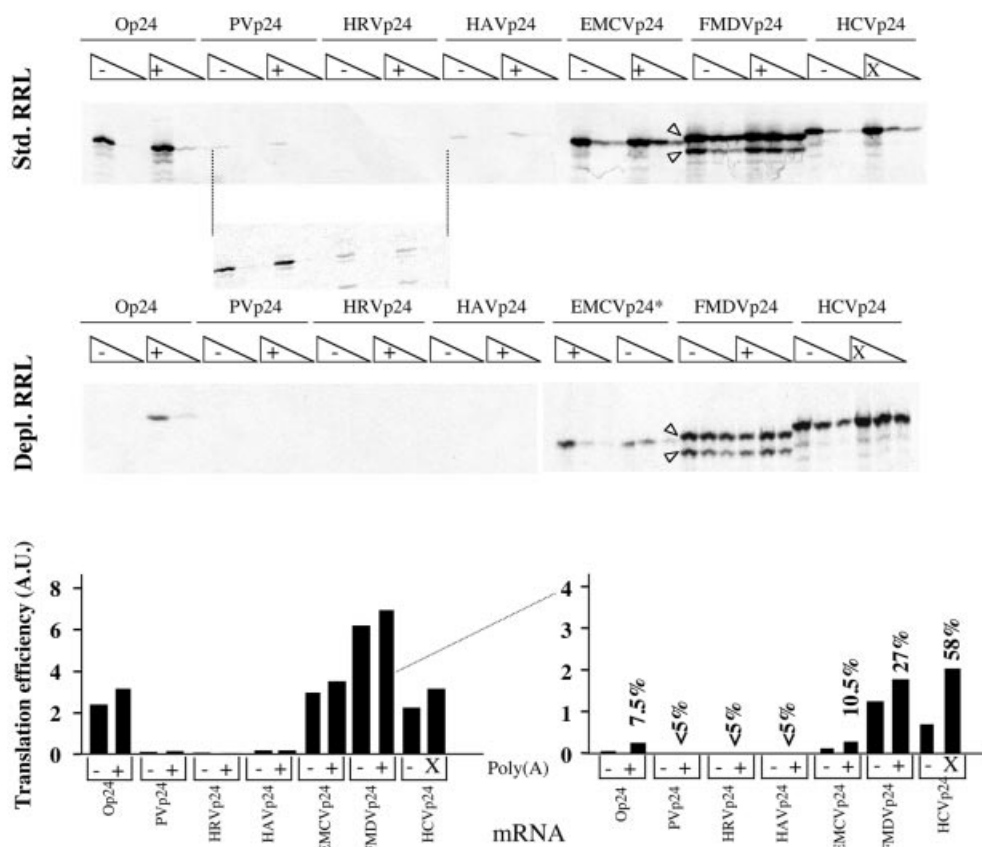 Op24 PVp24 HRVp24 HAVp24 EMCVp24 FMDVp24 HCVp24
- + - + - + - + - + - + - X
Std. RRL
Op24 PVp24 HRVp24 HAVp24 EMCVp24* FMDVp24 HCVp24
- + - + - + - + + - - + - X
Depl. RRL
Translation efficiency (A.U.)
8
6
4
2
0
- + - + - + - + - + - + - X
Op24 PVp24 HRVp24 HAVp24 EMCVp24 FMDVp24 HCVp24
Poly(A)
mRNA
4
3
2
1
0
7.5% <5% <5% <5% 10.5% 27% 58%
- + - + - + - + - + - + - X
Op24 PVp24 HRVp24 HAVp24 EMCVp24 FMDVp24 HCVp24